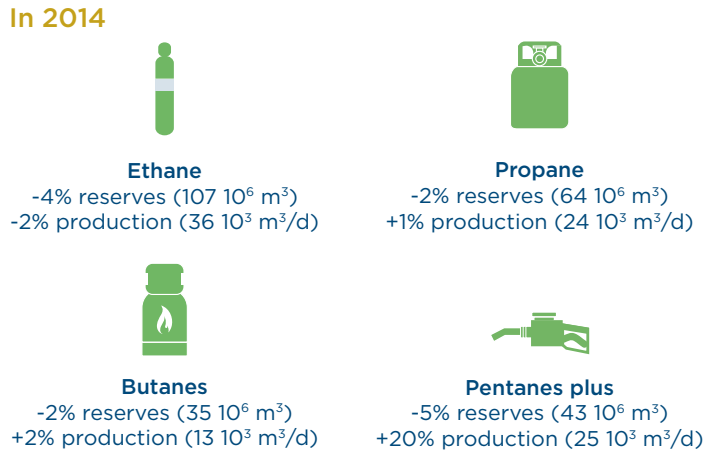 In 2014
Ethane
-4% reserves (107 10⁶ m³)
-2% production (36 10³ m³/d)
Propane
-2% reserves (64 10⁶ m³)
+1% production (24 10³ m³/d)
Butanes
-2% reserves (35 10⁶ m³)
+2% production (13 10³ m³/d)
Pentanes plus
-5% reserves (43 10⁶ m³)
+20% production (25 10³ m³/d)